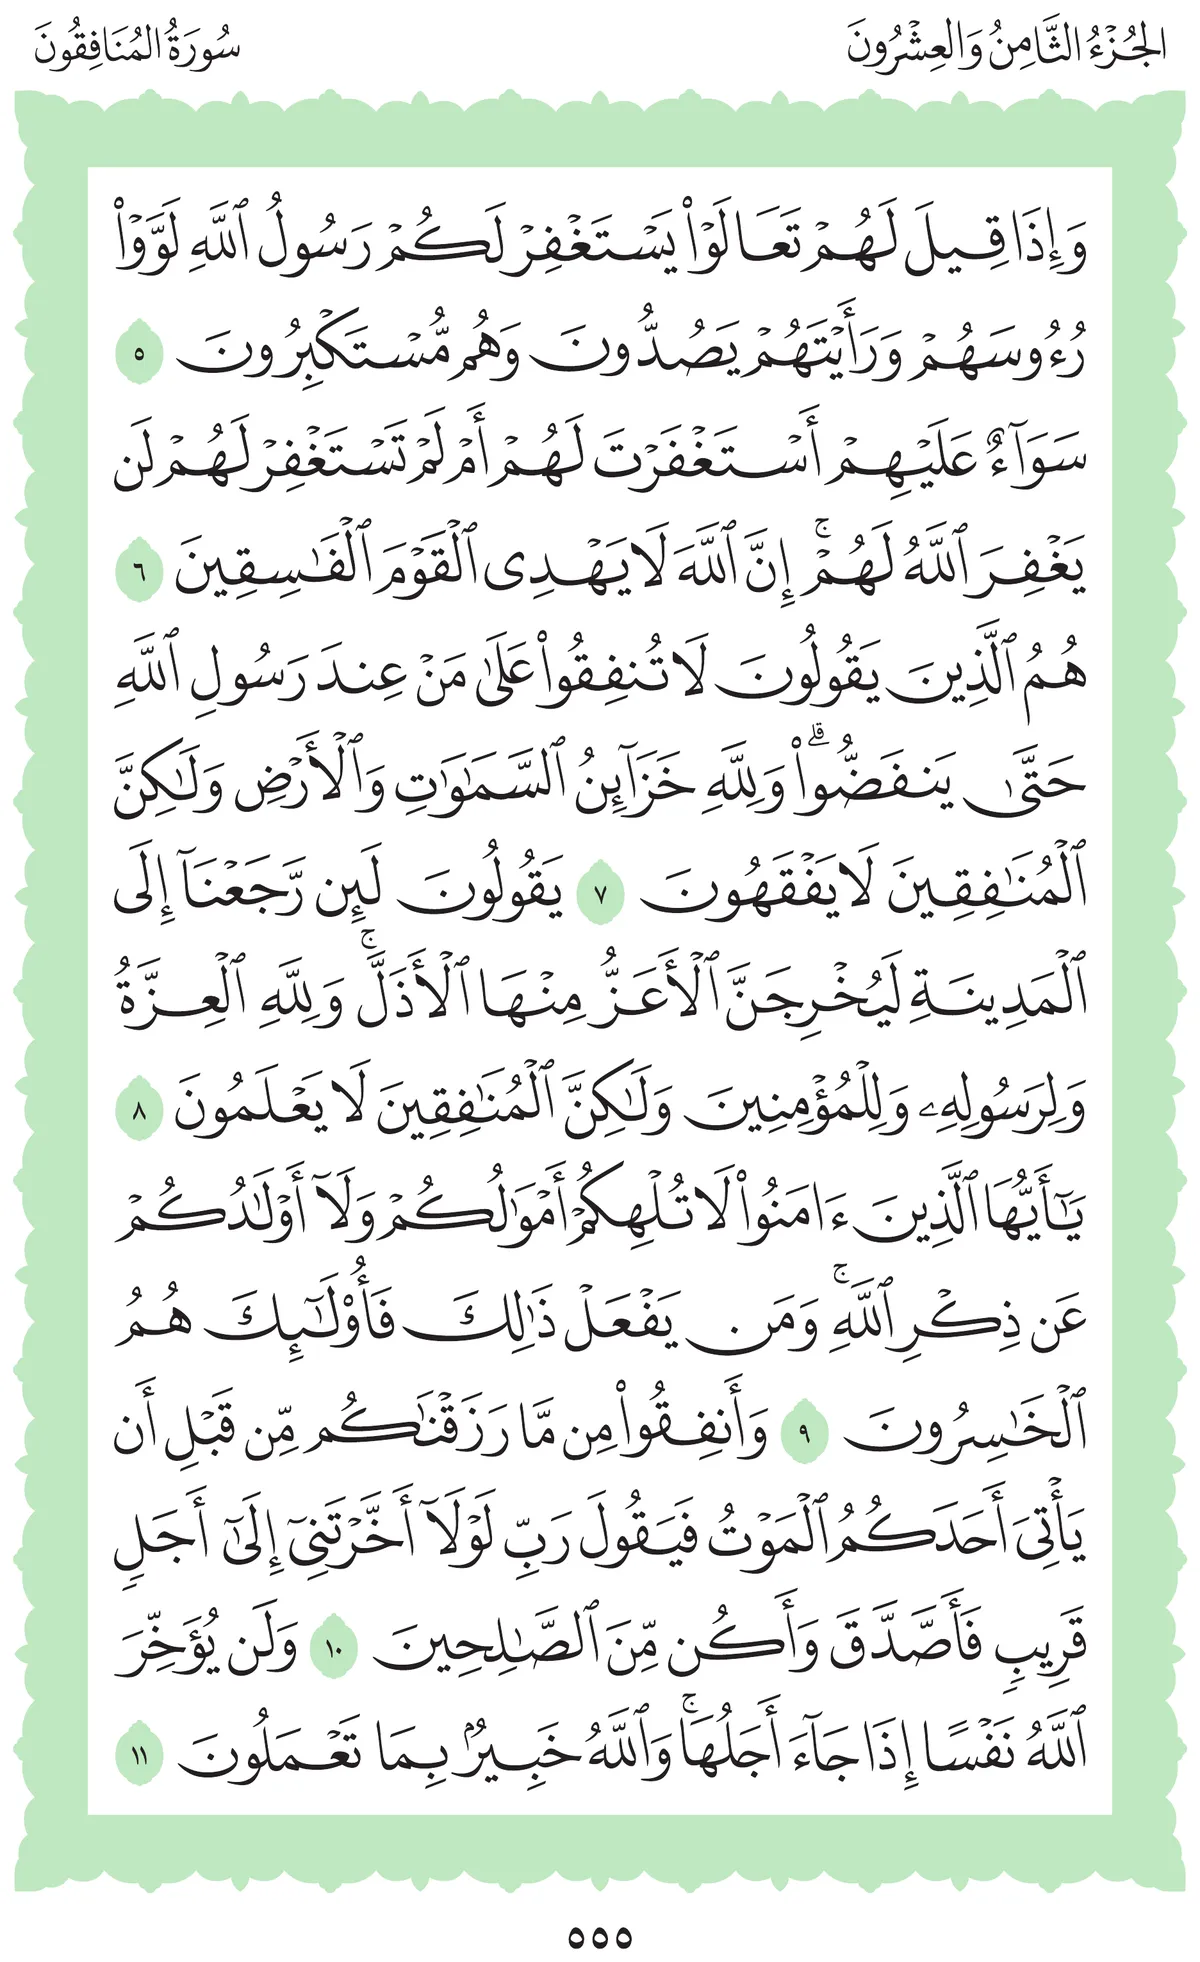 الجُزْءُ الثَّامِنُ وَالعِشْرُونَ
سُورَةُ المُنَافِقُونَ
وَإِذَا قِيلَ لَهُمۡ تَعَالَوۡاْ يَسۡتَغۡفِرۡ لَكُمۡ رَسُولُ ٱللَّهِ لَوَّوۡاْ
رُءُوسَهُمۡ وَرَأَيۡتَهُمۡ يَصُدُّونَ وَهُم مُّسۡتَكۡبِرُونَ ٥
سَوَآءٌ عَلَيۡهِمۡ أَسۡتَغۡفَرۡتَ لَهُمۡ أَمۡ لَمۡ تَسۡتَغۡفِرۡ لَهُمۡ لَن
يَغۡفِرَ ٱللَّهُ لَهُمۡۚ إِنَّ ٱللَّهَ لَا يَهۡدِي ٱلۡقَوۡمَ ٱلۡفَٰسِقِينَ ٦
هُمُ ٱلَّذِينَ يَقُولُونَ لَا تُنفِقُواْ عَلَىٰ مَنۡ عِندَ رَسُولِ ٱللَّهِ
حَتَّىٰ يَنفَضُّواْۗ وَلِلَّهِ خَزَآئِنُ ٱلسَّمَٰوَٰتِ وَٱلۡأَرۡضِ وَلَٰكِنَّ
ٱلۡمُنَٰفِقِينَ لَا يَفۡقَهُونَ ٧ يَقُولُونَ لَئِن رَّجَعۡنَآ إِلَى
ٱلۡمَدِينَةِ لَيُخۡرِجَنَّ ٱلۡأَعَزُّ مِنۡهَا ٱلۡأَذَلَّۚ وَلِلَّهِ ٱلۡعِزَّةُ
وَلِرَسُولِهِۦ وَلِلۡمُؤۡمِنِينَ وَلَٰكِنَّ ٱلۡمُنَٰفِقِينَ لَا يَعۡلَمُونَ ٨
يَٰٓأَيُّهَا ٱلَّذِينَ ءَامَنُواْ لَا تُلۡهِكُمۡ أَمۡوَٰلُكُمۡ وَلَآ أَوۡلَٰدُكُمۡ
عَن ذِكۡرِ ٱللَّهِۚ وَمَن يَفۡعَلۡ ذَٰلِكَ فَأُوْلَٰٓئِكَ هُمُ
ٱلۡخَٰسِرُونَ ٩ وَأَنفِقُواْ مِن مَّا رَزَقۡنَٰكُم مِّن قَبۡلِ أَن
يَأۡتِيَ أَحَدَكُمُ ٱلۡمَوۡتُ فَيَقُولَ رَبِّ لَوۡلَآ أَخَّرۡتَنِيٓ إِلَىٰٓ أَجَلٖ
قَرِيبٖ فَأَصَّدَّقَ وَأَكُن مِّنَ ٱلصَّٰلِحِينَ ١٠ وَلَن يُؤَخِّرَ
ٱللَّهُ نَفۡسًا إِذَا جَآءَ أَجَلُهَاۚ وَٱللَّهُ خَبِيرُۢ بِمَا تَعۡمَلُونَ ١١
٥٥٥